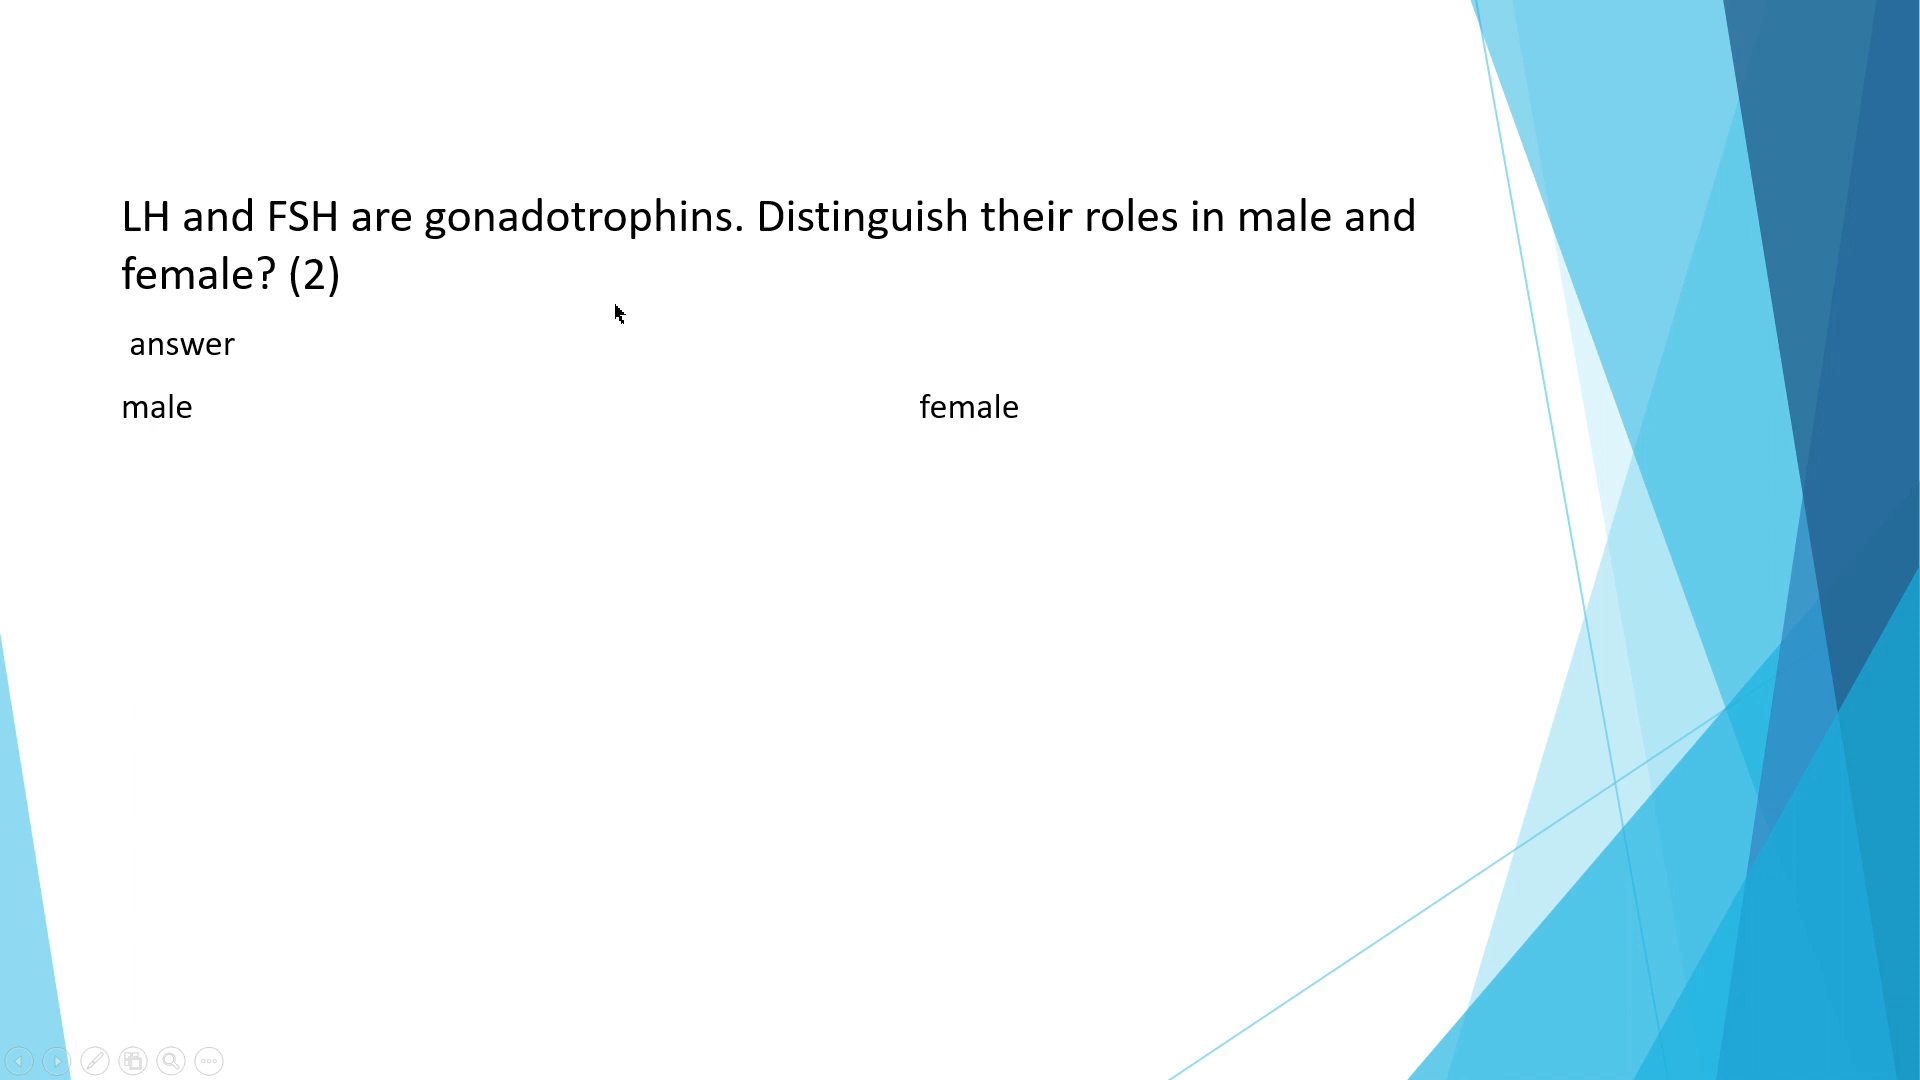 LH and FSH are gonadotrophins. Distinguish their roles in male and
female? (2)
answer
male female